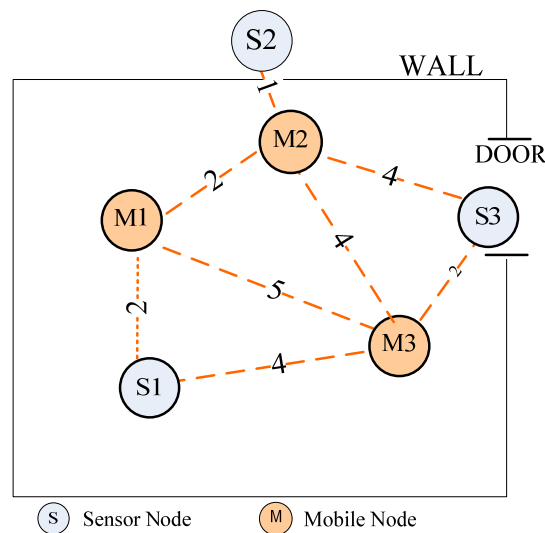 S2
WALL
1
M2
DOOR
2
4
M1
S3
4
2
5
2
M3
4
S1
S Sensor Node
M Mobile Node